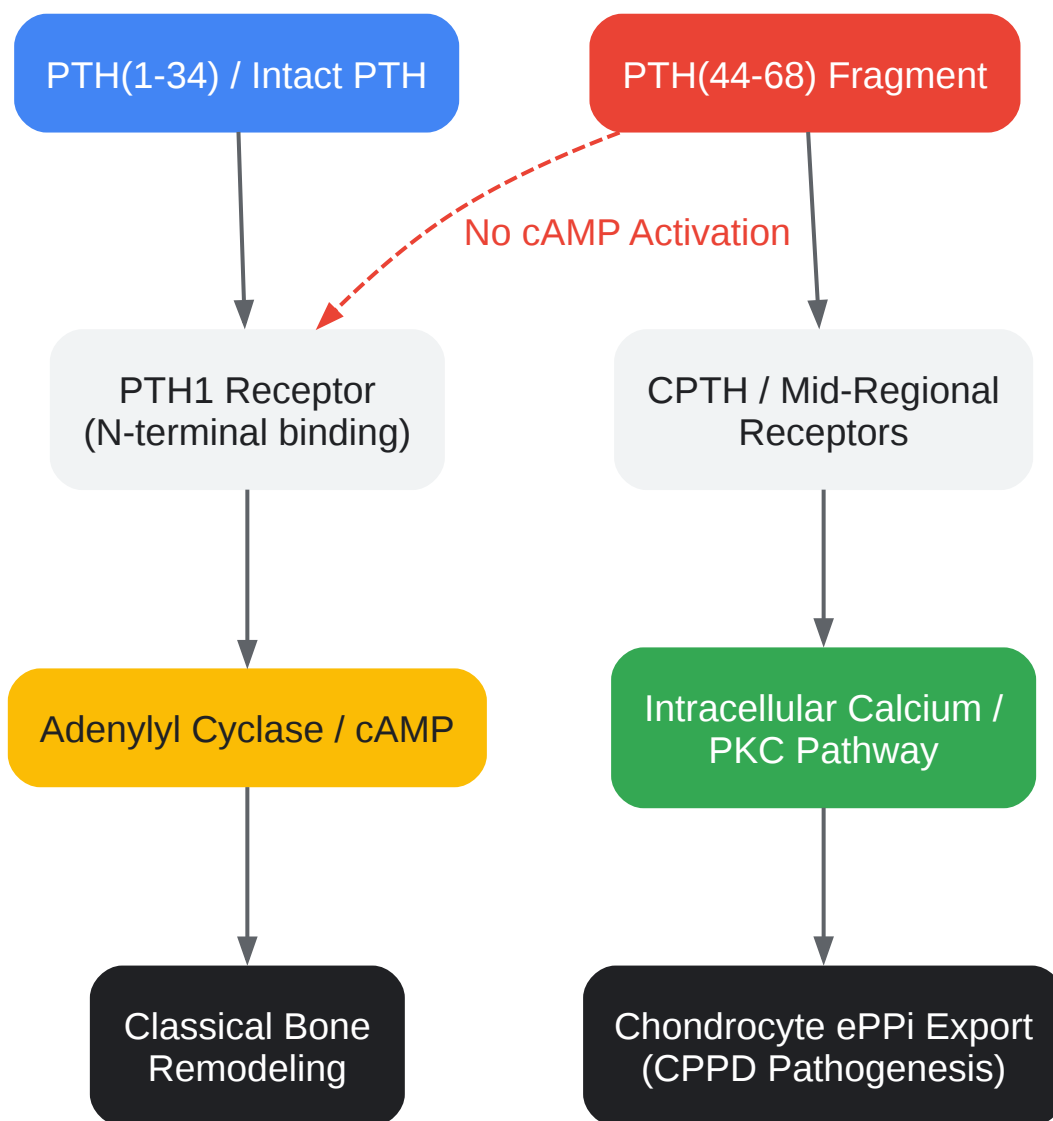 PTH(1-34) / Intact PTH
PTH(44-68) Fragment
No cAMP Activation
PTH1 Receptor
(N-terminal binding)
CPTH / Mid-Regional
Receptors
Adenylyl Cyclase / cAMP
Intracellular Calcium /
PKC Pathway
Classical Bone
Remodeling
Chondrocyte ePPi Export
(CPPD Pathogenesis)